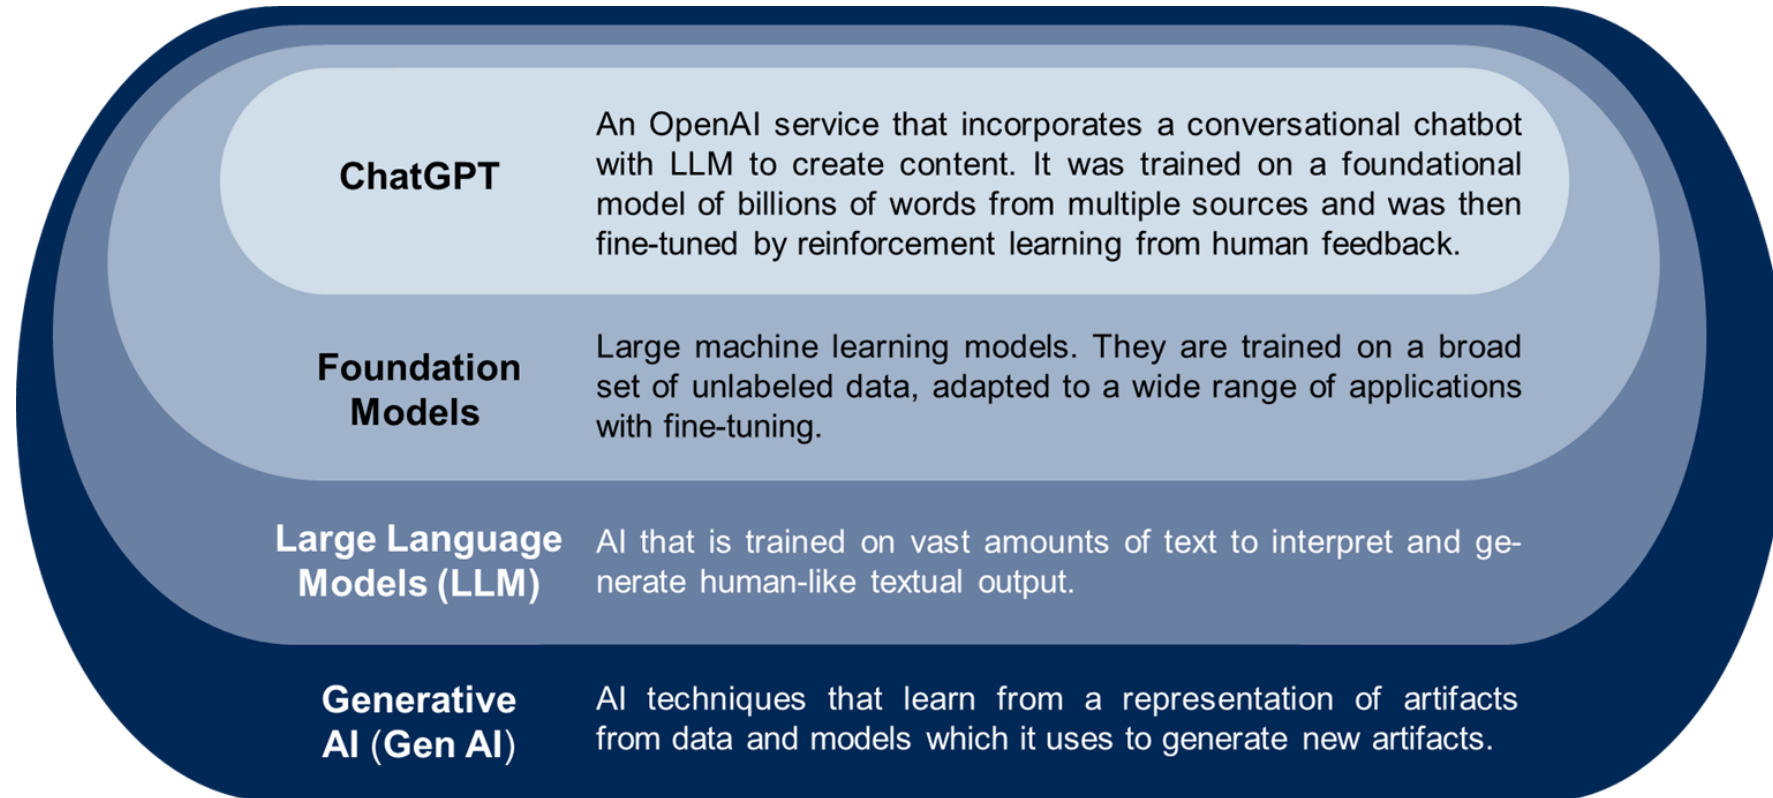 ChatGPT
An OpenAI service that incorporates a conversational chatbot
with LLM to create content. It was trained on a foundational
model of billions of words from multiple sources and was then
fine-tuned by reinforcement learning from human feedback.
Foundation
Models
Large machine learning models. They are trained on a broad
set of unlabeled data, adapted to a wide range of applications
with fine-tuning.
Large Language
Models (LLM)
AI that is trained on vast amounts of text to interpret and ge-
nerate human-like textual output.
Generative
AI (Gen AI)
AI techniques that learn from a representation of artifacts
from data and models which it uses to generate new artifacts.